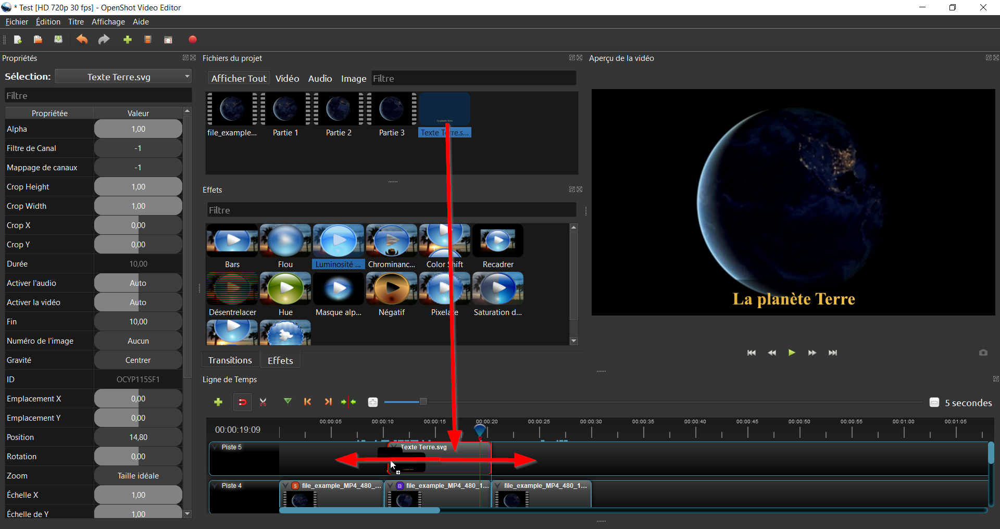 * Test [HD 720p 30 fps] - OpenShot Video Editor
Fichier Édition Titre Affichage Aide
Propriétés
Sélection: Texte Terre.svg
Filtre
Propriétée Valeur
Alpha 1,00
Filtre de Canal -1
Mappage de canaux -1
Crop Height 1,00
Crop Width 1,00
Crop X 0,00
Crop Y 0,00
Durée 10,00
Activer l'audio Auto
Activer la vidéo Auto
Fin 10,00
Numéro de l'image Aucun
Gravité Centrer
ID OCYP115SF1
Emplacement X 0,00
Emplacement Y 0,00
Position 14,80
Rotation 0,00
Zoom Taille idéale
Échelle X 1,00
Échelle de Y 1,00
Fichiers du projet
Afficher Tout Vidéo Audio Image Filtre
La planète Terre
file_example... Partie 1 Partie 2 Partie 3 Texte Terre.s...
Effets
Filtre
Bars Flou Luminosité ... Chrominanc... Color Shift Recadrer
Désentrelacer Hue Masque alp... Négatif Pixelate Saturation d...
Transitions Effets
Aperçu de la vidéo
La planète Terre
Ligne de Temps
5 secondes
00:00:05 00:00:10 00:00:15 00:00:20 00:00:25 00:00:30 00:00:35 00:00:40 00:00:45 00:00:50 00:00:55 00:01:00 00:01:05
00:00:19:09
Piste 5 Texte Terre.svg
Piste 4 S file_example_MP4_480_... B file_example_MP4_480_1... file_example_MP4_480_1...